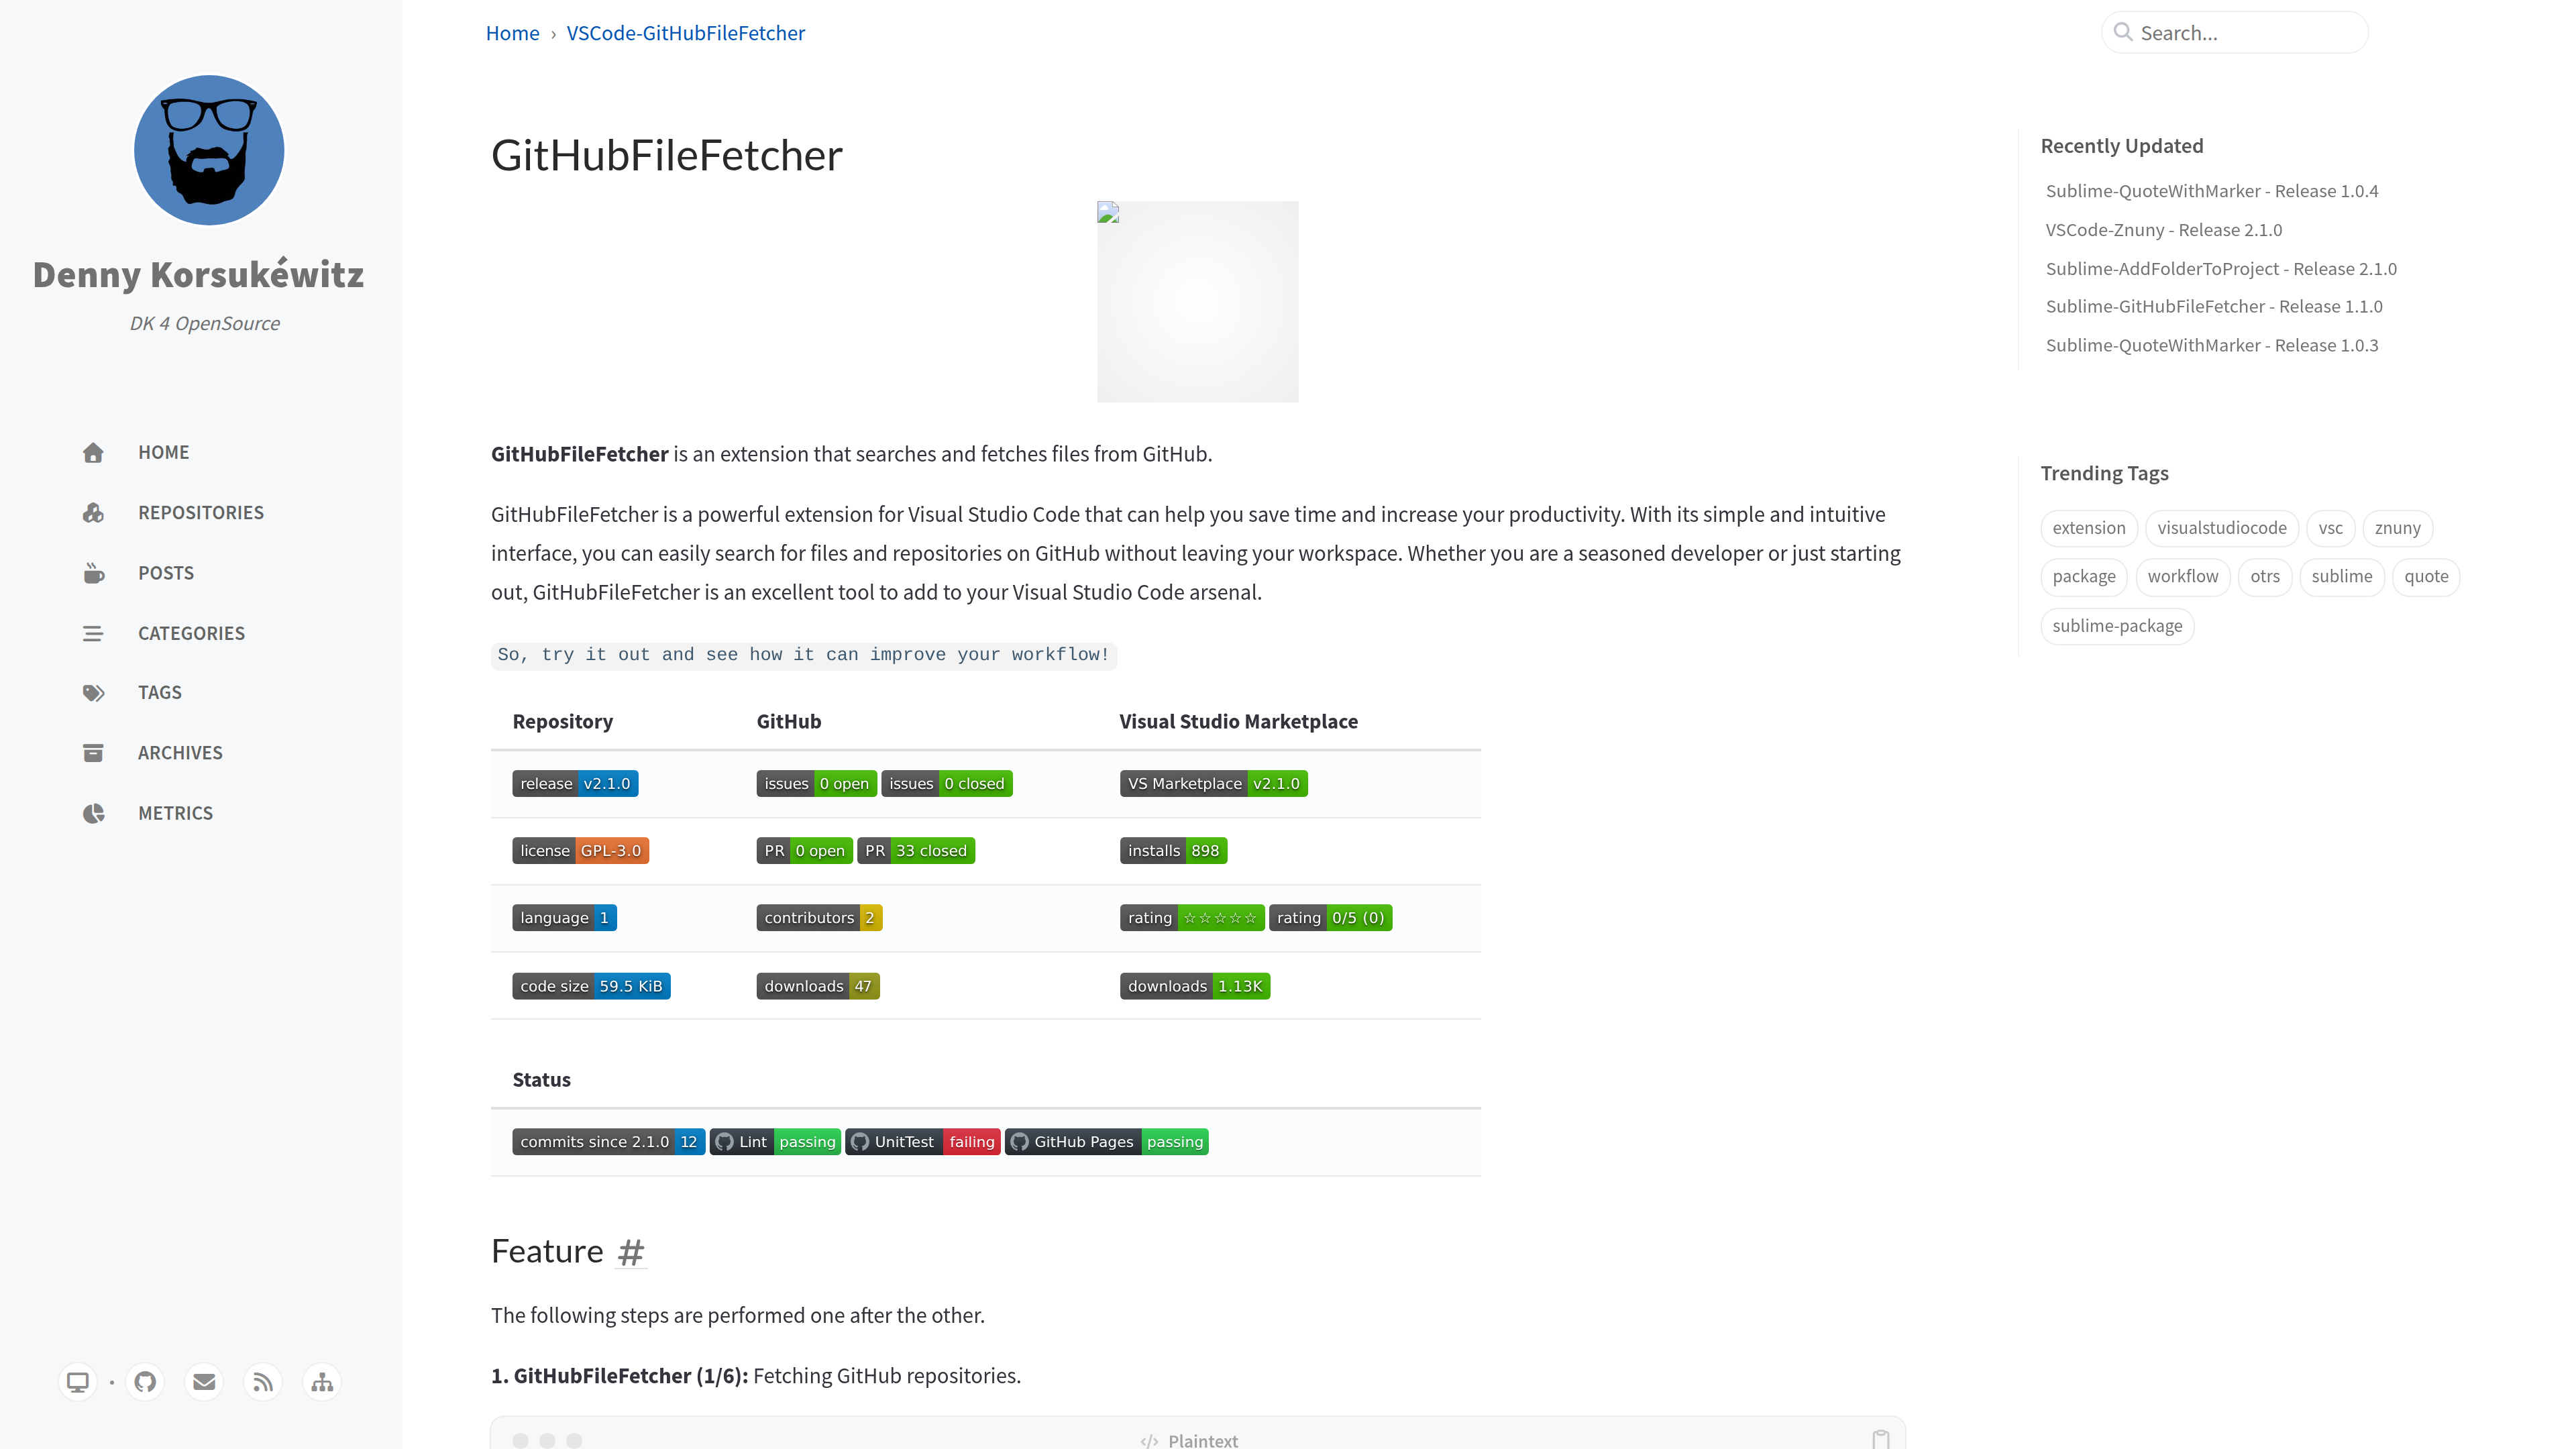 Denny Korsukéwitz
DK 4 OpenSource
HOME
REPOSITORIES
POSTS
CATEGORIES
TAGS
ARCHIVES
METRICS
Home › VSCode-GitHubFileFetcher
Search...
GitHubFileFetcher
GitHubFileFetcher is an extension that searches and fetches files from GitHub.
GitHubFileFetcher is a powerful extension for Visual Studio Code that can help you save time and increase your productivity. With its simple and intuitive
interface, you can easily search for files and repositories on GitHub without leaving your workspace. Whether you are a seasoned developer or just starting
out, GitHubFileFetcher is an excellent tool to add to your Visual Studio Code arsenal.
So, try it out and see how it can improve your workflow!
Repository GitHub Visual Studio Marketplace
release v2.1.0 issues 0 open issues 0 closed VS Marketplace v2.1.0
license GPL-3.0 PR 0 open PR 33 closed installs 898
language 1 contributors 2 rating ☆☆☆☆☆ rating 0/5 (0)
code size 59.5 KiB downloads 47 downloads 1.13K
Status
commits since 2.1.0 12 Lint passing UnitTest failing GitHub Pages passing
Feature #
The following steps are performed one after the other.
1. GitHubFileFetcher (1/6): Fetching GitHub repositories.
Plaintext
Recently Updated
Sublime-QuoteWithMarker - Release 1.0.4
VSCode-Znuny - Release 2.1.0
Sublime-AddFolderToProject - Release 2.1.0
Sublime-GitHubFileFetcher - Release 1.1.0
Sublime-QuoteWithMarker - Release 1.0.3
Trending Tags
extension visualstudiocode vsc znuny
package workflow otrs sublime quote
sublime-package